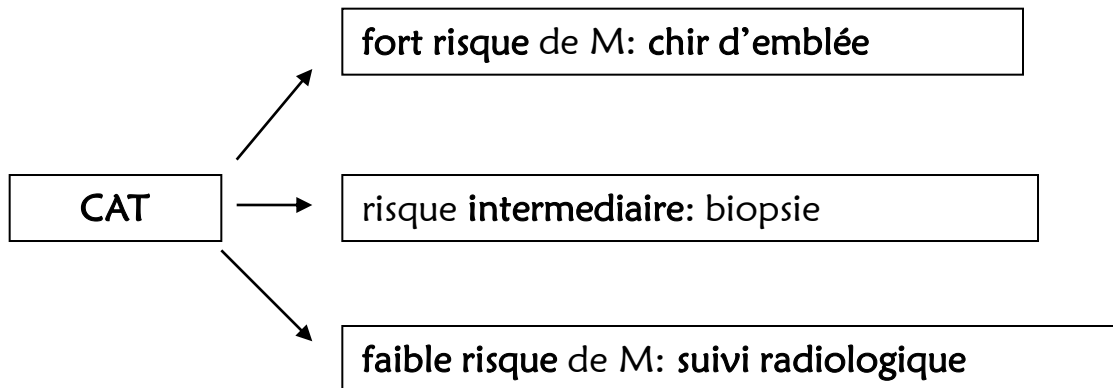 fort risque de M: chir d’emblée
CAT
risque intermediaire: biopsie
faible risque de M: suivi radiologique